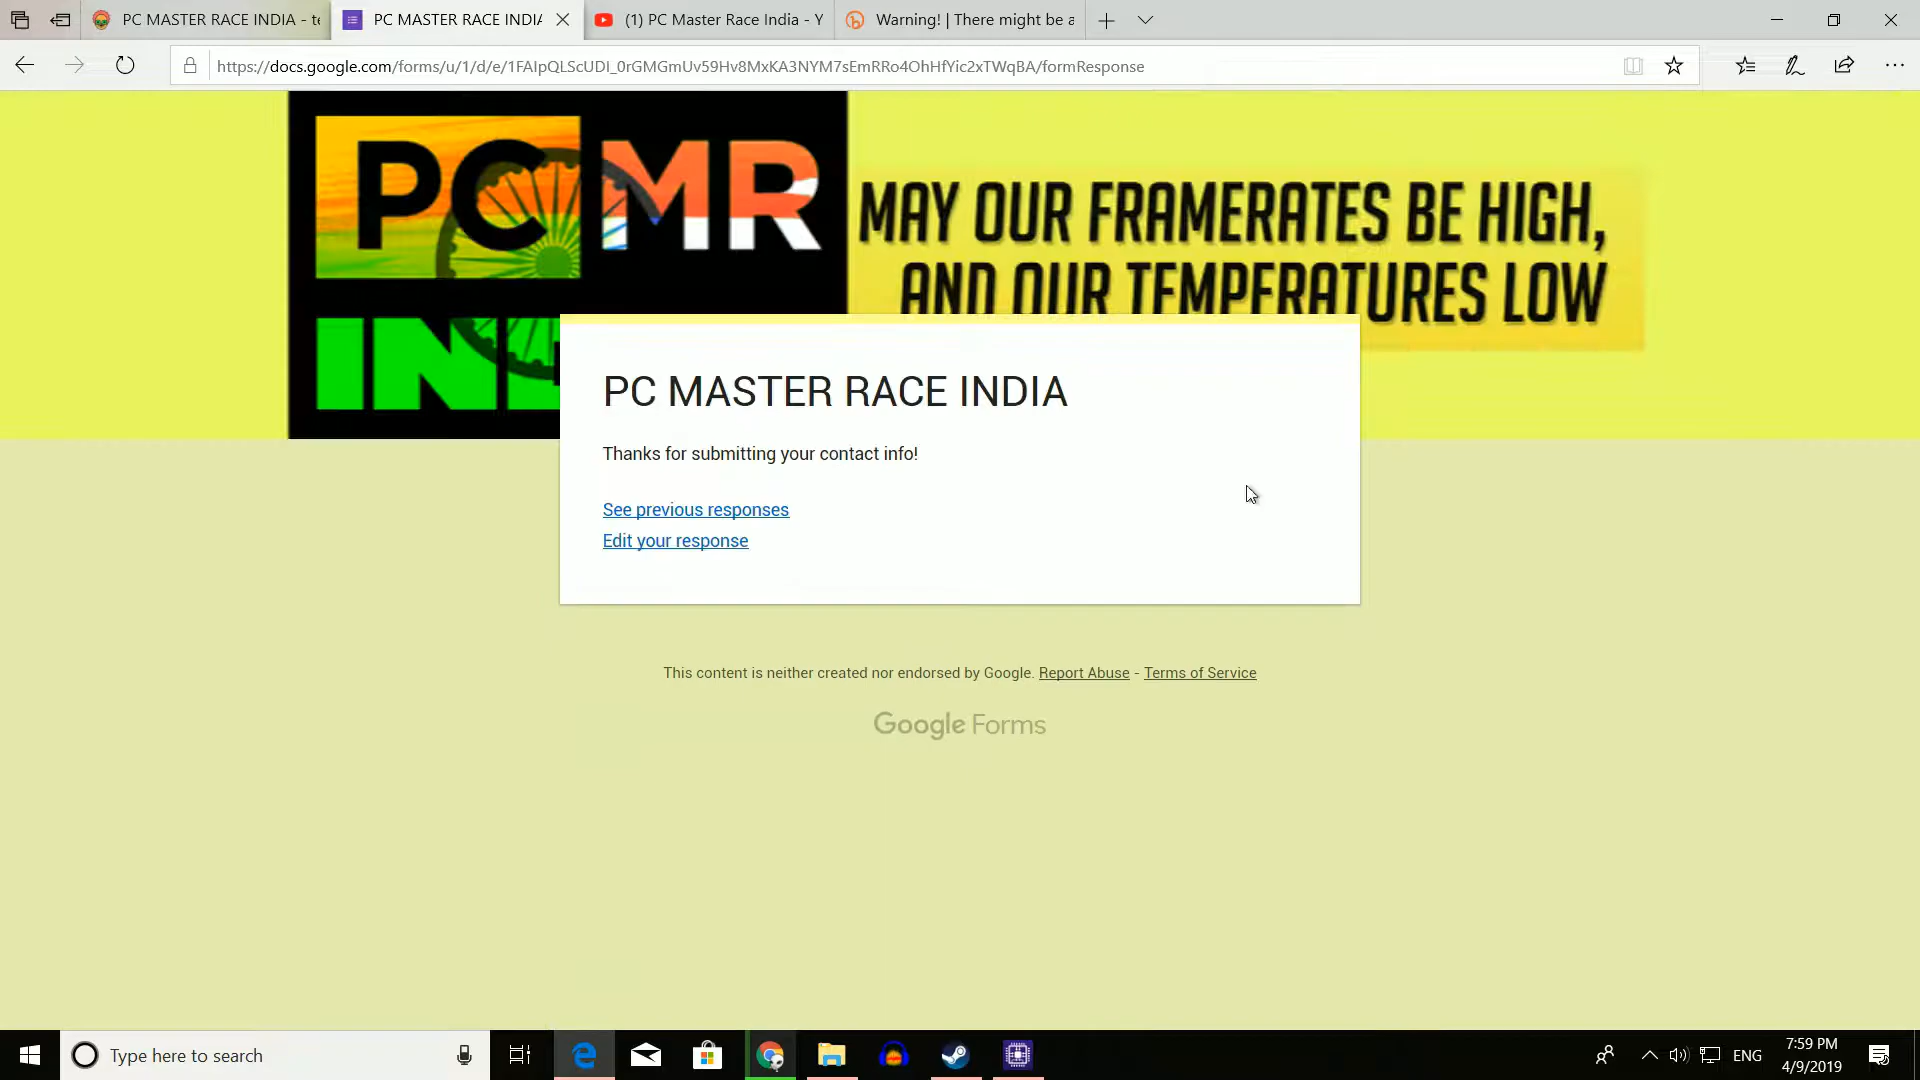 PC MASTER RACE INDIA - te
PC MASTER RACE INDIA
(1) PC Master Race India - Y
Warning! | There might be a
https://docs.google.com/forms/u/1/d/e/1FAIpQLScUDI_0rGMGmUv59Hv8MxKA3NYM7sEmRRo4OhHfYic2xTWqBA/formResponse
PC MR
IND
MAY OUR FRAMERATES BE HIGH,
AND OUR TEMPERATURES LOW
PC MASTER RACE INDIA
Thanks for submitting your contact info!
See previous responses
Edit your response
This content is neither created nor endorsed by Google. Report Abuse - Terms of Service
Google Forms
Type here to search
ENG
7:59 PM
4/9/2019